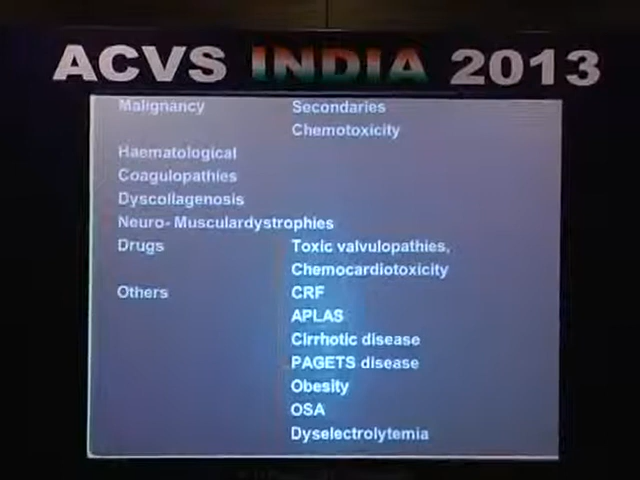 ACVS INDIA 2013
Malignancy Secondaries
Chemotoxicity
Haematological
Coagulopathies
Dyscollagenosis
Neuro- Musculardystrophies
Drugs Toxic valvulopathies,
Chemocardiotoxicity
Others CRF
APLAS
Cirrhotic disease
PAGETS disease
Obesity
OSA
Dyselectrolytemia